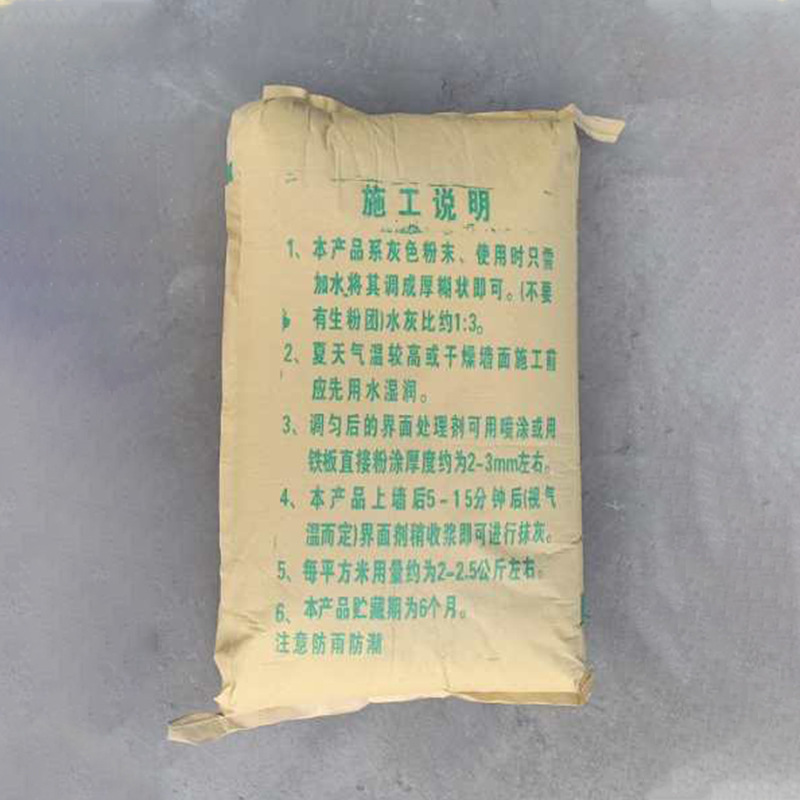 施工说明
1、本产品系灰色粉末、使用时只需
加水将其调成厚糊状即可。(不要
有生粉团)水灰比约1:3。
2、夏天气温较高或干燥墙面施工前
应先用水湿润。
3、调匀后的界面处理剂可用喷涂或用
铁板直接粉涂厚度约为2-3mm左右。
4、本产品上墙后5-15分钟后(视气
温而定)界面剂稍收浆即可进行抹灰。
5、每平方米用量约为2-2.5公斤左右。
6、本产品贮藏期为6个月。
注意防雨防潮